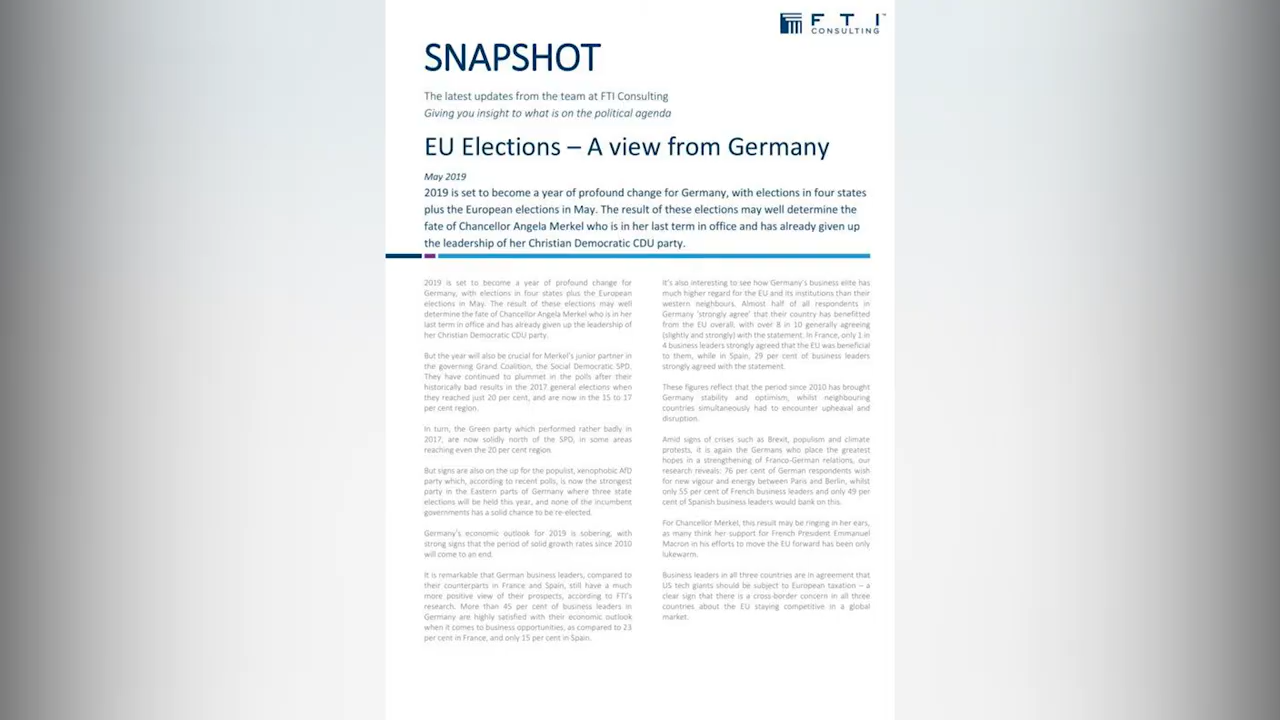 FTI™
CONSULTING
SNAPSHOT
The latest updates from the team at FTI Consulting
Giving you insight to what is on the political agenda
EU Elections – A view from Germany
May 2019
2019 is set to become a year of profound change for Germany, with elections in four states
plus the European elections in May. The result of these elections may well determine the
fate of Chancellor Angela Merkel who is in her last term in office and has already given up
the leadership of her Christian Democratic CDU party.
2019 is set to become a year of profound change for
Germany, with elections in four states plus the European
elections in May. The result of these elections may well
determine the fate of Chancellor Angela Merkel who is in her
last term in office and has already given up the leadership of
her Christian Democratic CDU party.
But the year will also be crucial for Merkel's junior partner in
the governing Grand Coalition, the Social Democratic SPD.
They have continued to plummet in the polls after their
historically bad results in the 2017 general elections when
they reached just 20 per cent, and are now in the 15 to 17
per cent region.
In turn, the Green party which performed rather badly in
2017, are now solidly north of the SPD, in some areas
reaching even the 20 per cent region.
But signs are also on the up for the populist, xenophobic AfD
party which, according to recent polls, is now the strongest
party in the Eastern parts of Germany where three state
elections will be held this year, and none of the incumbent
governments has a solid chance to be re-elected.
Germany's economic outlook for 2019 is sobering, with
strong signs that the period of solid growth rates since 2010
will come to an end.
It is remarkable that German business leaders, compared to
their counterparts in France and Spain, still have a much
more positive view of their prospects, according to FTI's
research. More than 45 per cent of business leaders in
Germany are highly satisfied with their economic outlook
when it comes to business opportunities, as compared to 23
per cent in France, and only 15 per cent in Spain.
It's also interesting to see how Germany's business elite has
much higher regard for the EU and its institutions than their
western neighbours. Almost half of all respondents in
Germany 'strongly agree' that their country has benefitted
from the EU overall, with over 8 in 10 generally agreeing
(slightly and strongly) with the statement. In France, only 1 in
4 business leaders strongly agreed that the EU was beneficial
to them, while in Spain, 29 per cent of business leaders
strongly agreed with the statement.
These figures reflect that the period since 2010 has brought
Germany stability and optimism, whilst neighbouring
countries simultaneously had to encounter upheaval and
disruption.
Amid signs of crises such as Brexit, populism and climate
protests, it is again the Germans who place the greatest
hopes in a strengthening of Franco-German relations, our
research reveals: 76 per cent of German respondents wish
for new vigour and energy between Paris and Berlin, whilst
only 55 per cent of French business leaders and only 49 per
cent of Spanish business leaders would bank on this.
For Chancellor Merkel, this result may be ringing in her ears,
as many think her support for French President Emmanuel
Macron in his efforts to move the EU forward has been only
lukewarm.
Business leaders in all three countries are in agreement that
US tech giants should be subject to European taxation – a
clear sign that there is a cross-border concern in all three
countries about the EU staying competitive in a global
market.